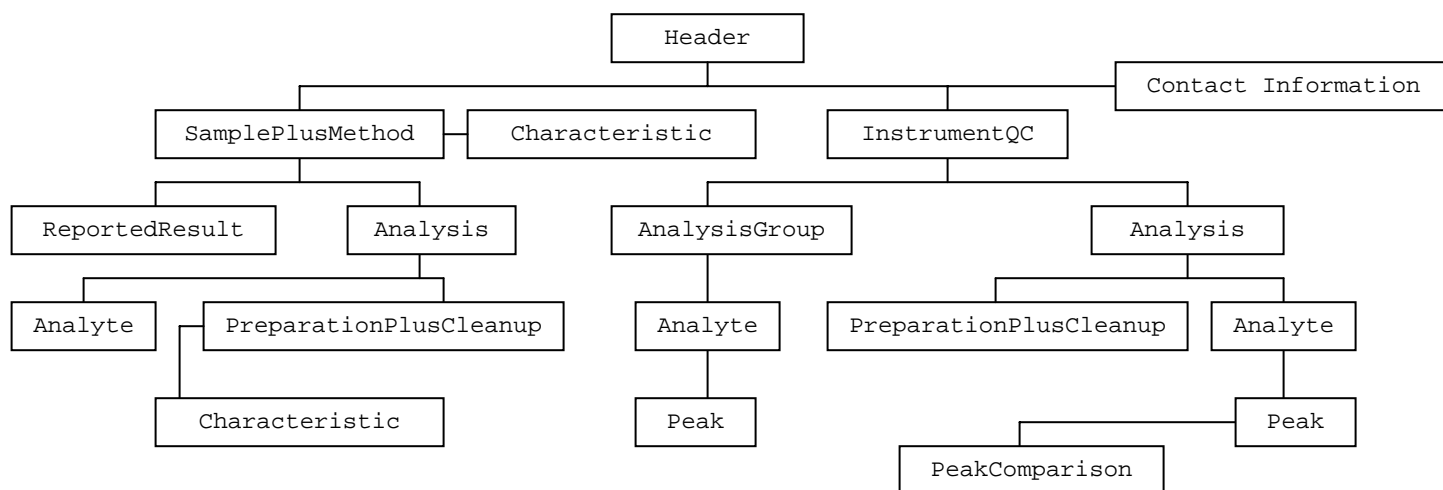 Header
Contact Information
SamplePlusMethod
Characteristic
InstrumentQC
ReportedResult
Analysis
AnalysisGroup
Analysis
Analyte
PreparationPlusCleanup
Analyte
PreparationPlusCleanup
Analyte
Characteristic
Peak
Peak
PeakComparison